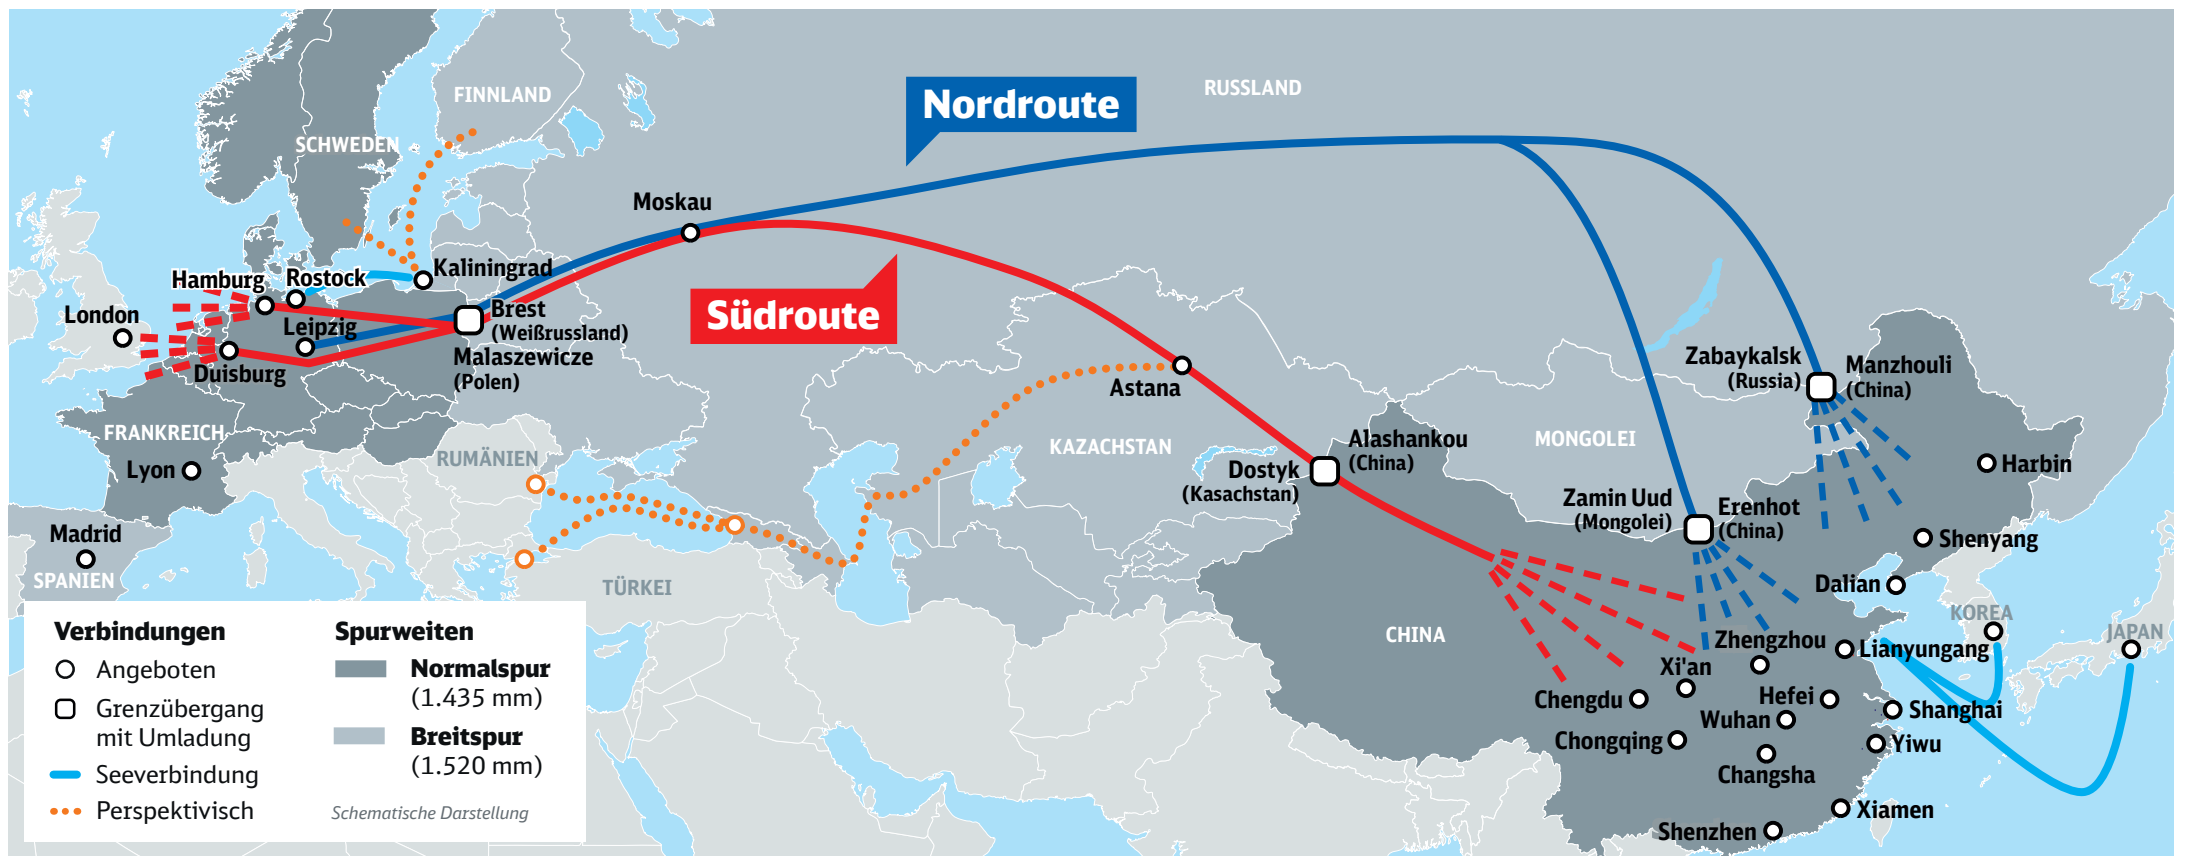 Nordroute
RUSSLAND
FINNLAND
SCHWEDEN
Moskau
Kaliningrad
Hamburg
Rostock
London
Leipzig
Brest
(Weißrussland)
Malaszewicze
(Polen)
Duisburg
Südroute
Zabaykalsk
(Russia)
Manzhouli
(China)
Astana
FRANKREICH
Lyon
RUMÄNIEN
KAZACHSTAN
Alashankou
(China)
Dostyk
(Kasachstan)
MONGOLEI
Harbin
Zamin Uud
(Mongolei)
Erenhot
(China)
Madrid
SPANIEN
Shenyang
TÜRKEI
Dalian
KOREA
JAPAN
CHINA
Zhengzhou
Lianyungang
Xi'an
Chengdu
Hefei
Shanghai
Wuhan
Chongqing
Yiwu
Changsha
Xiamen
Shenzhen
Verbindungen
Angeboten
Grenzübergang
mit Umladung
Seeverbindung
Perspektivisch
Spurweiten
Normalspur
(1.435 mm)
Breitspur
(1.520 mm)
Schematische Darstellung